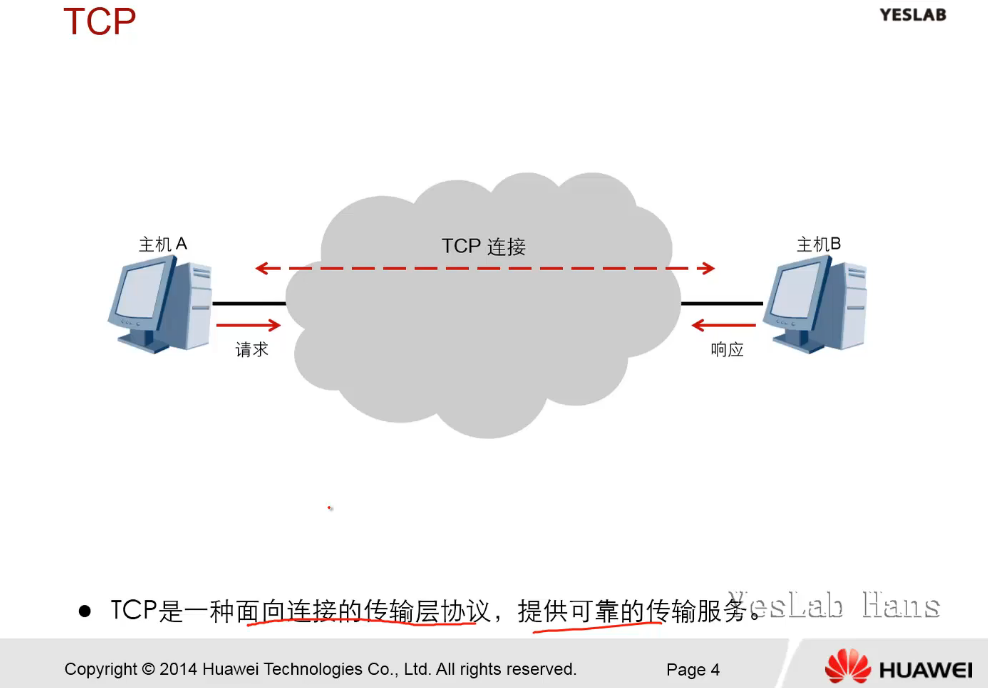 TCP
YESLAB
TCP 连接
主机 A
主机B
请求
响应
● TCP是一种面向连接的传输层协议，提供可靠的传输服务。
YesLab Hans
Copyright © 2014 Huawei Technologies Co., Ltd. All rights reserved.
Page 4
HUAWEI